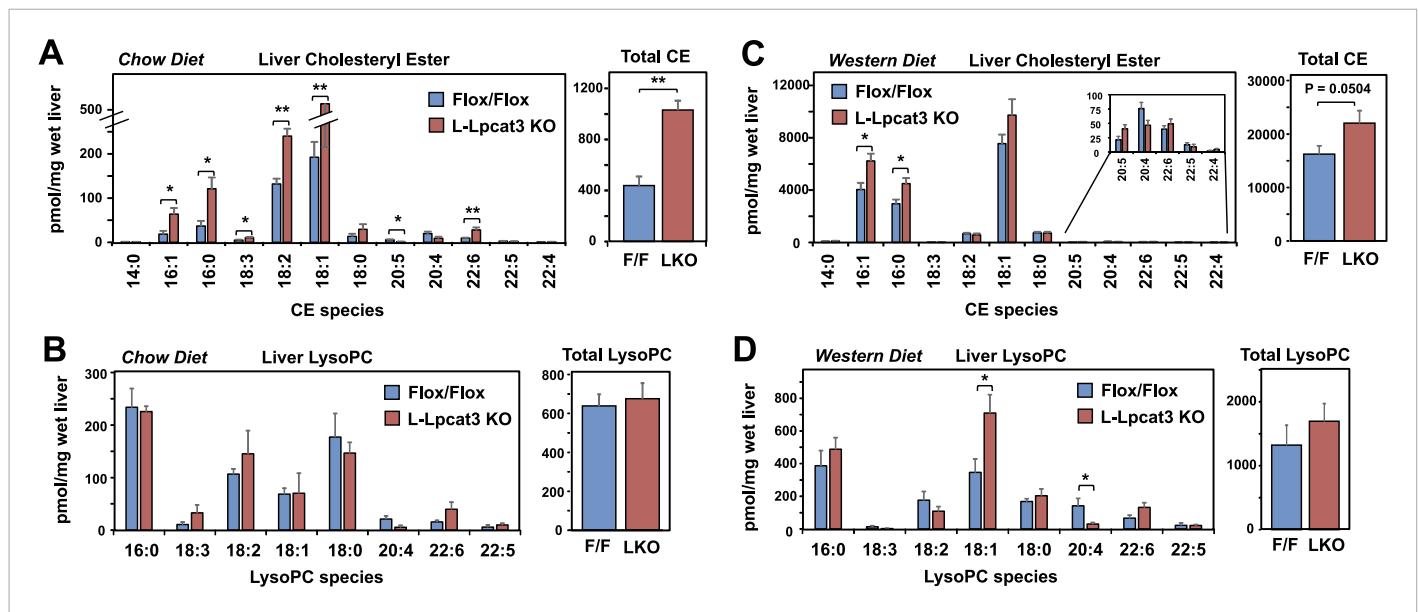 A
Chow Diet Liver Cholesteryl Ester
Total CE
pmol/mg wet liver
500
200
100
0
Flox/Flox
L-Lpcat3 KO
* * * ** ** * **
14:0 16:1 16:0 18:3 18:2 18:1 18:0 20:5 20:4 22:6 22:5 22:4
CE species
1200
800
400
0
**
F/F LKO
B
Chow Diet Liver LysoPC
Total LysoPC
pmol/mg wet liver
300
200
100
0
Flox/Flox
L-Lpcat3 KO
16:0 18:3 18:2 18:1 18:0 20:4 22:6 22:5
LysoPC species
800
600
400
200
0
F/F LKO
C
Western Diet Liver Cholesteryl Ester
Total CE
pmol/mg wet liver
12000
8000
4000
0
Flox/Flox
L-Lpcat3 KO
* *
100
75
50
25
0
20:5 20:4 22:6 22:5 22:4
14:0 16:1 16:0 18:3 18:2 18:1 18:0 20:5 20:4 22:6 22:5 22:4
CE species
30000
20000
10000
0
P = 0.0504
F/F LKO
D
Western Diet Liver LysoPC
Total LysoPC
pmol/mg wet liver
800
600
400
200
0
Flox/Flox
L-Lpcat3 KO
* *
16:0 18:3 18:2 18:1 18:0 20:4 22:6 22:5
LysoPC species
2000
1000
0
F/F LKO